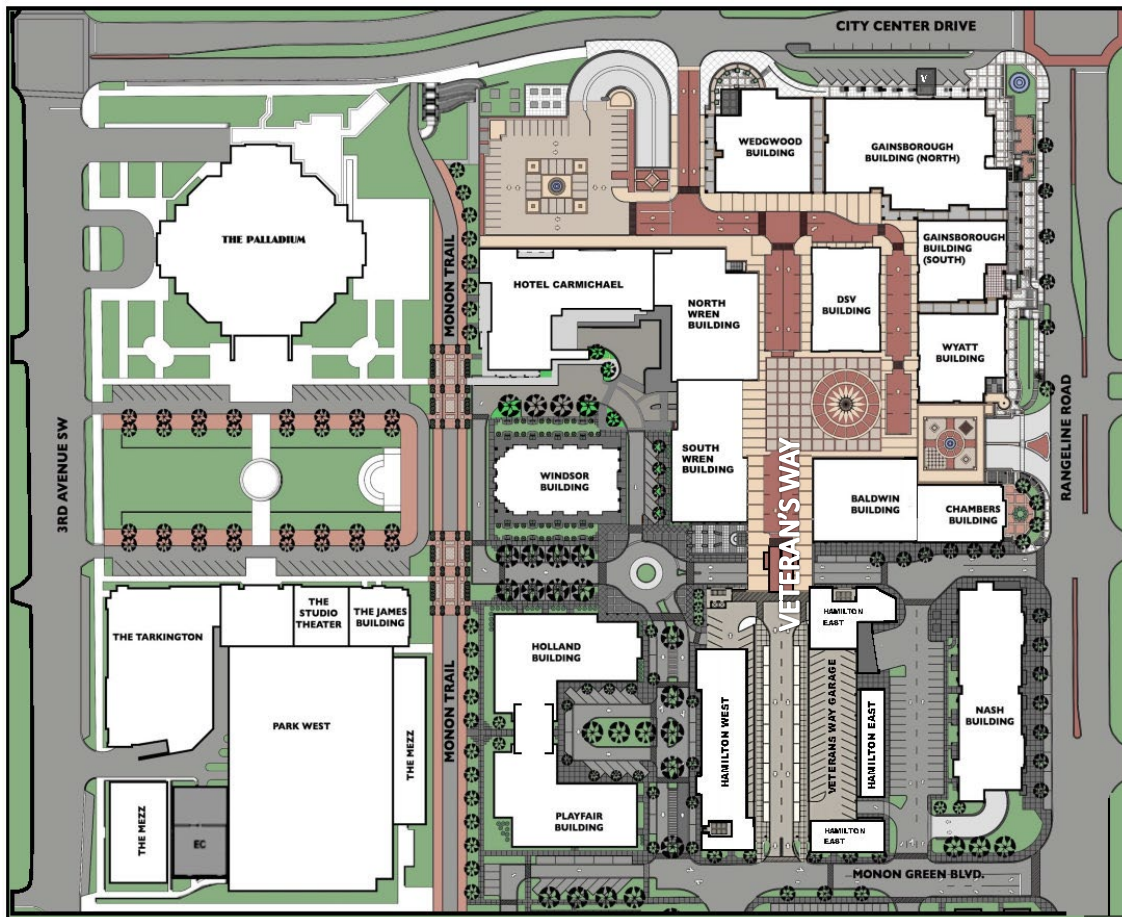 CITY CENTER DRIVE
V
WEDGWOOD
BUILDING
GAINSBOROUGH
BUILDING (NORTH)
THE PALLADIUM
MONON TRAIL
GAINSBOROUGH
BUILDING
(SOUTH)
HOTEL CARMICHAEL
NORTH
WREN
BUILDING
DSV
BUILDING
WYATT
BUILDING
RANGELINE ROAD
3RD AVENUE SW
SOUTH
WREN
BUILDING
WINDSOR
BUILDING
VETERAN'S WAY
BALDWIN
BUILDING
CHAMBERS
BUILDING
THE TARKINGTON
THE
STUDIO
THEATER
THE JAMES
BUILDING
HOLLAND
BUILDING
HAMILTON
EAST
MONON TRAIL
PARK WEST
THE MEZZ
HAMILTON WEST
VETERANS WAY GARAGE
HAMILTON EAST
NASH
BUILDING
THE MEZZ
EC
PLAYFAIR
BUILDING
HAMILTON
EAST
MONON GREEN BLVD.